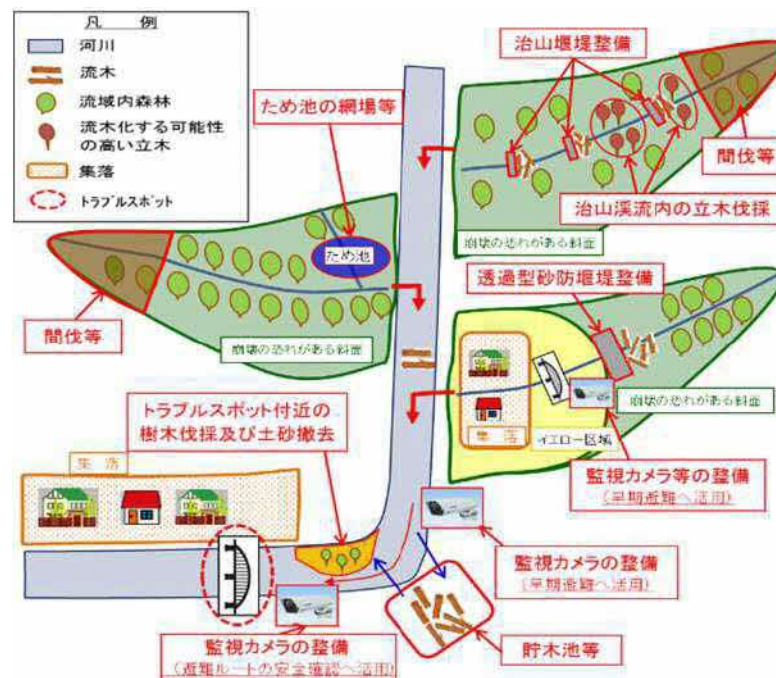 凡　例
河川
流木
流域内森林
流木化する可能性
の高い立木
集落
トラブルスポット
治山堰堤整備
間伐等
治山渓流内の立木伐採
崩壊の恐れがある斜面
ため池の網場等
ため池
間伐等
崩壊の恐れがある斜面
透過型砂防堰堤整備
崩壊の恐れがある斜面
集落
イエロー区域
監視カメラ等の整備
(早期避難へ活用)
トラブルスポット付近の
樹木伐採及び土砂撤去
集落
監視カメラの整備
(早期避難へ活用)
監視カメラの整備
(避難ルートの安全確認へ活用)
貯木池等